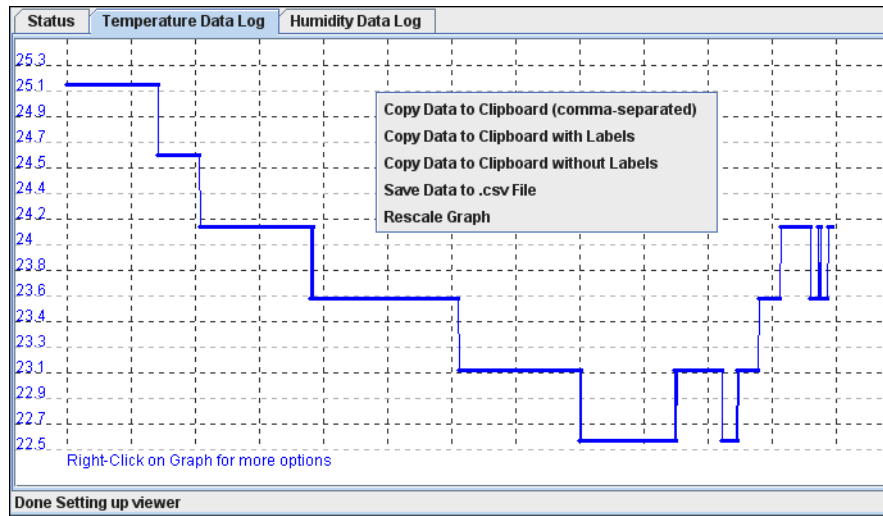 Status Temperature Data Log Humidity Data Log
25.3
25.1
24.9
24.7
24.5
24.4
24.2
24
23.8
23.6
23.4
23.3
23.1
22.9
22.7
22.5
Copy Data to Clipboard (comma-separated)
Copy Data to Clipboard with Labels
Copy Data to Clipboard without Labels
Save Data to .csv File
Rescale Graph
Right-Click on Graph for more options
Done Setting up viewer